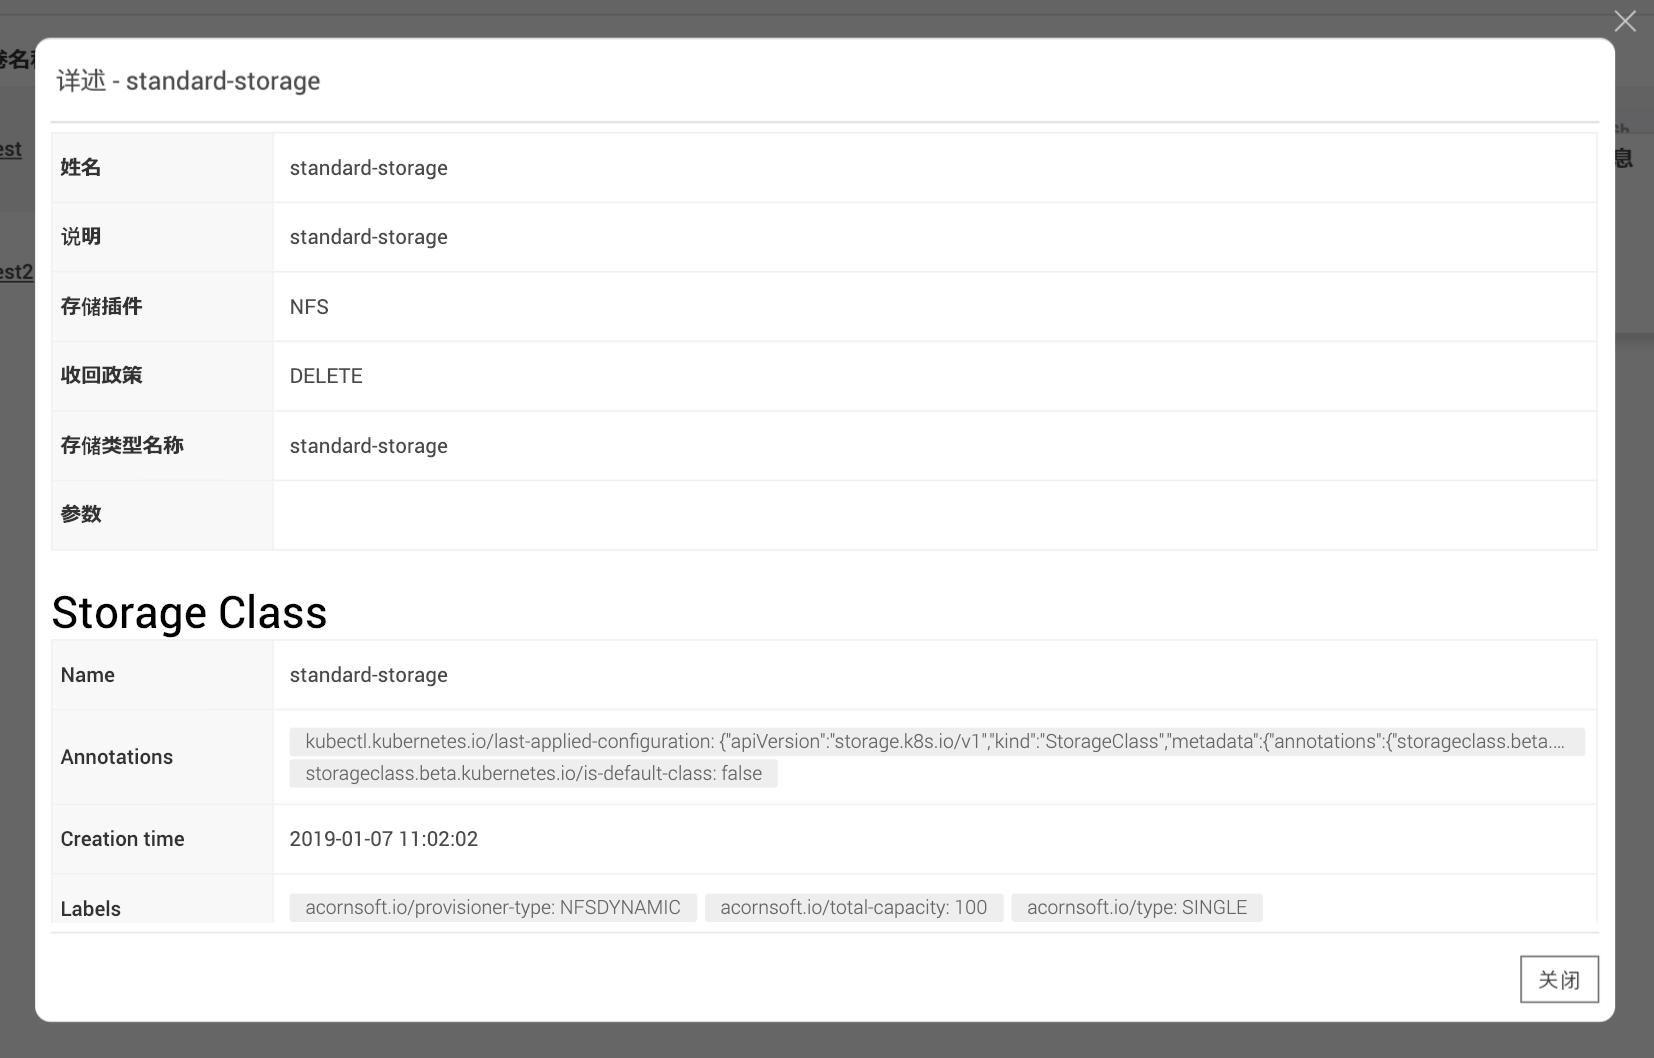 详述 - standard-storage
姓名 standard-storage
说明 standard-storage
存储插件 NFS
收回政策 DELETE
存储类型名称 standard-storage
参数
Storage Class
Name standard-storage
Annotations
kubectl.kubernetes.io/last-applied-configuration: {"apiVersion":"storage.k8s.io/v1","kind":"StorageClass","metadata":{"annotations":{"storageclass.beta....
storageclass.beta.kubernetes.io/is-default-class: false
Creation time 2019-01-07 11:02:02
Labels acornsoft.io/provisioner-type: NFSDYNAMIC acornsoft.io/total-capacity: 100 acornsoft.io/type: SINGLE
关闭